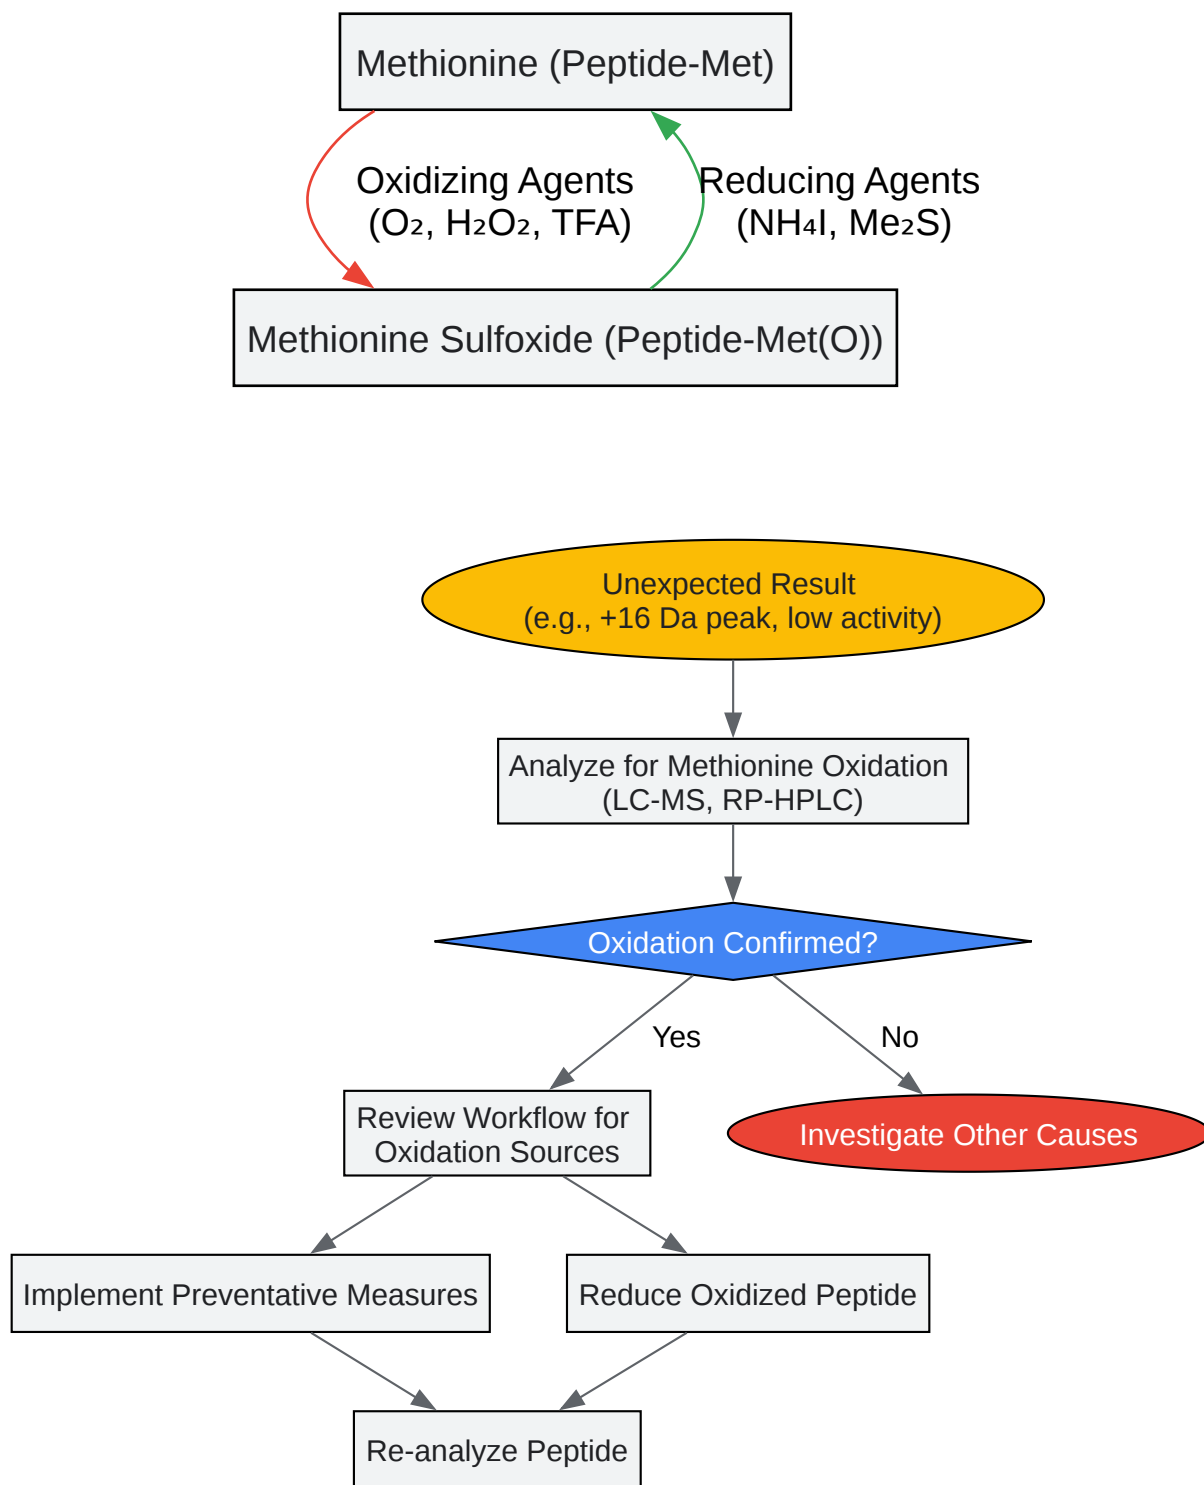 Methionine (Peptide-Met)
Oxidizing Agents
(O₂, H₂O₂, TFA)
Reducing Agents
(NH₄I, Me₂S)
Methionine Sulfoxide (Peptide-Met(O))
Unexpected Result
(e.g., +16 Da peak, low activity)
Analyze for Methionine Oxidation
(LC-MS, RP-HPLC)
Oxidation Confirmed?
Yes
No
Review Workflow for
Oxidation Sources
Investigate Other Causes
Implement Preventative Measures
Reduce Oxidized Peptide
Re-analyze Peptide